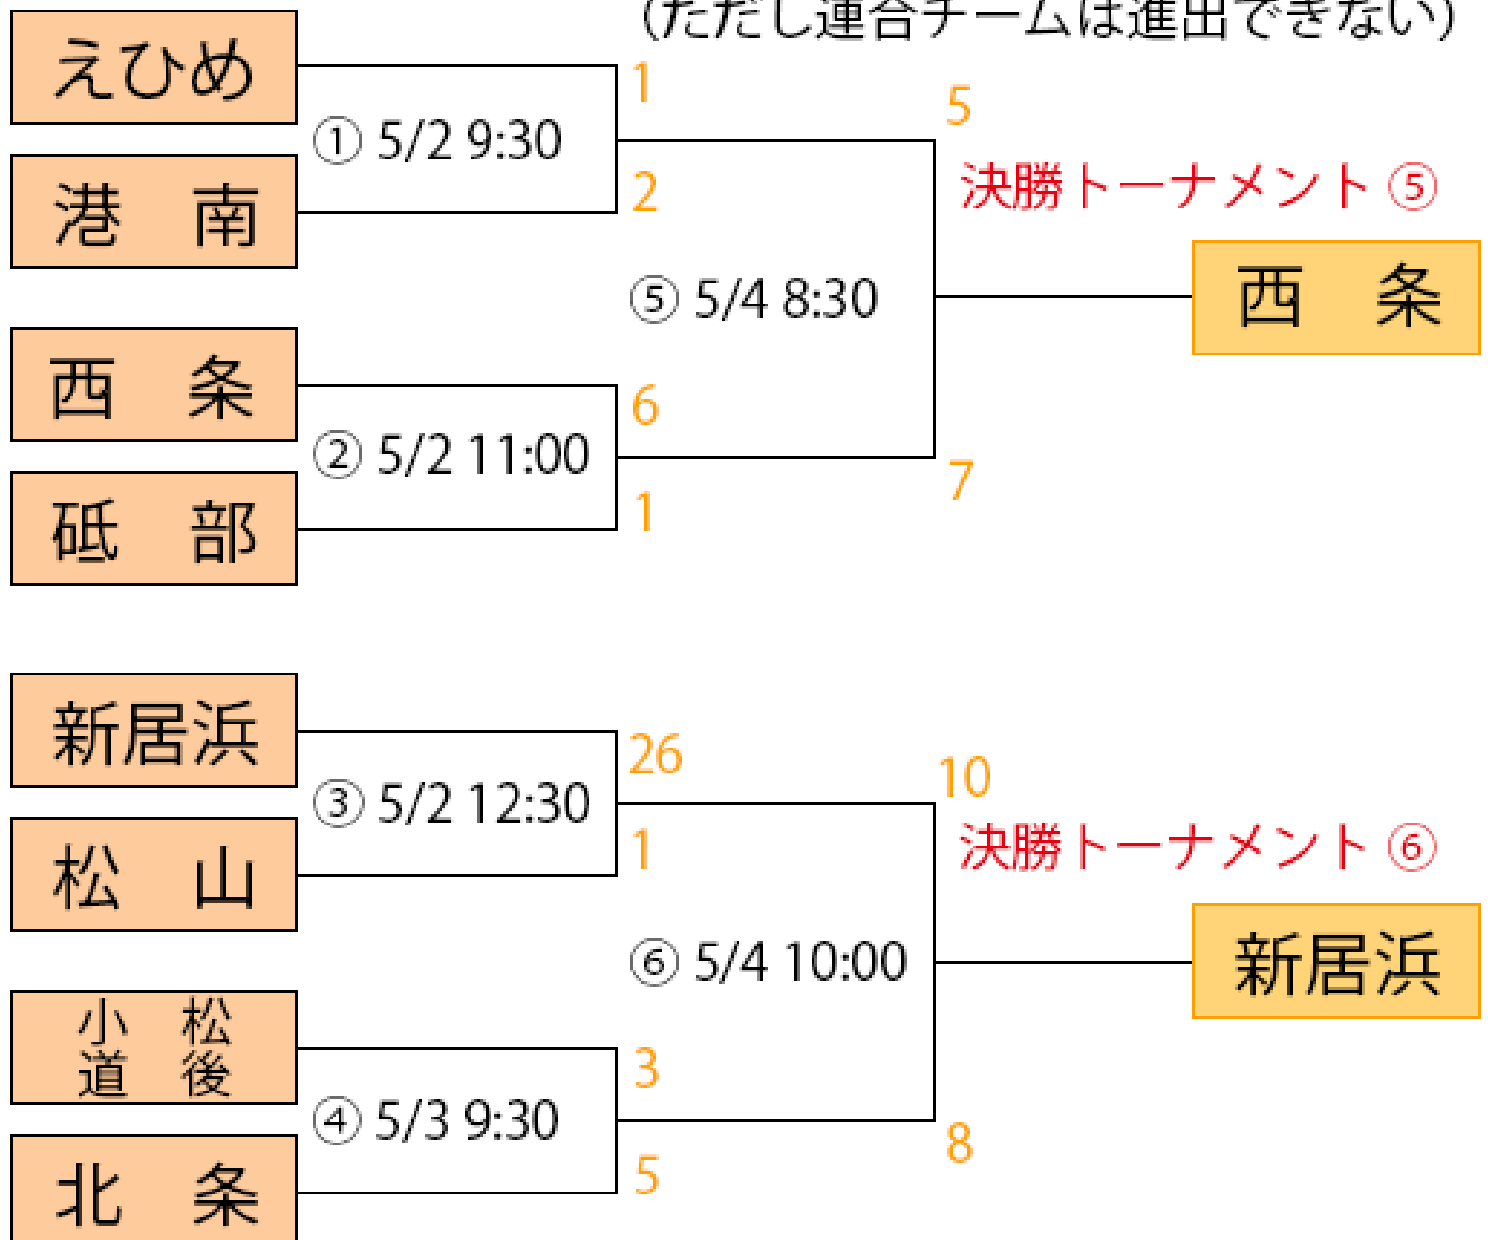 (ただし連合チームは進出できない)
えひめ
1
5
① 5/2 9:30
港　南
2
決勝トーナメント ⑤
⑤ 5/4 8:30
西　条
西　条
6
② 5/2 11:00
砥　部
1
7
新居浜
26
10
③ 5/2 12:30
松　山
1
決勝トーナメント ⑥
⑥ 5/4 10:00
新居浜
小　松
道　後
3
④ 5/3 9:30
北　条
5
8